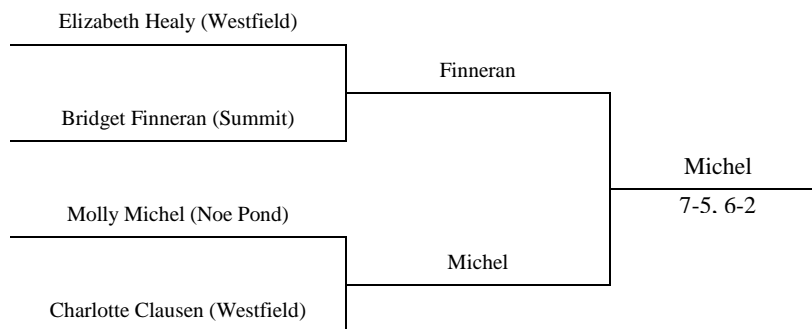 Elizabeth Healy (Westfield)
Finneran
Bridget Finneran (Summit)
Michel
7-5, 6-2
Molly Michel (Noe Pond)
Michel
Charlotte Clausen (Westfield)